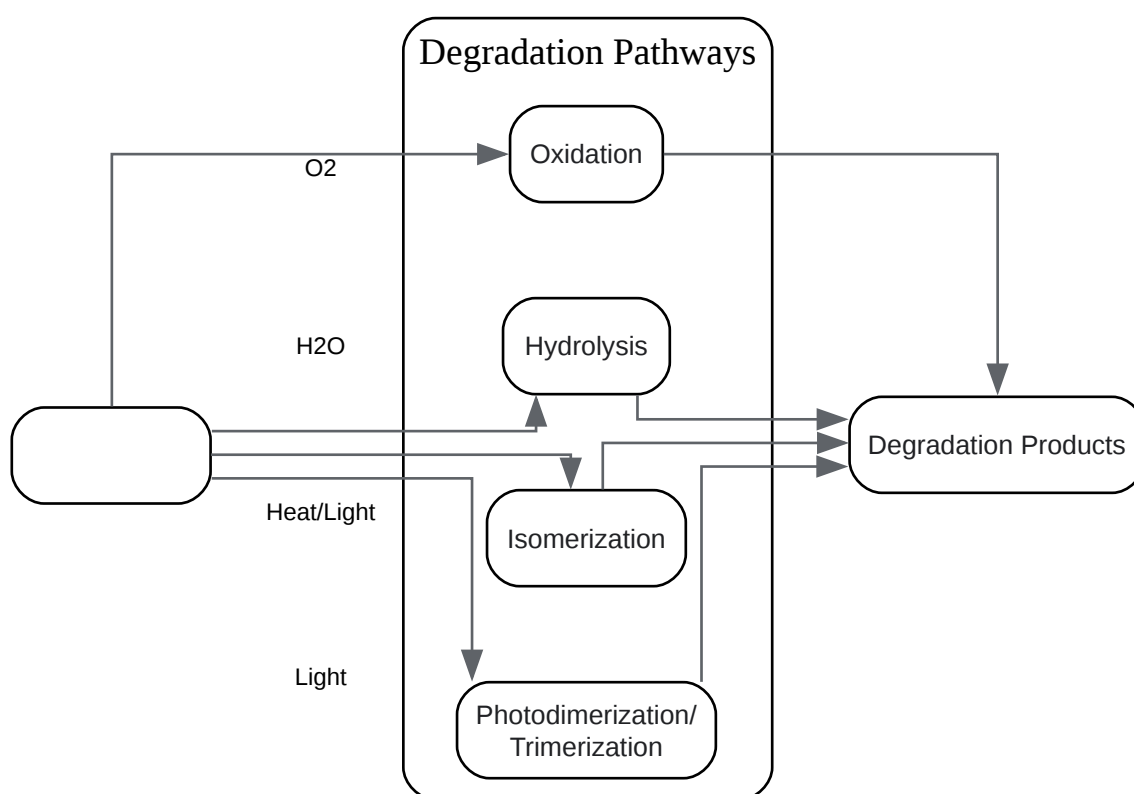 Degradation Pathways
Oxidation
O2
H2O
Hydrolysis
Degradation Products
Heat/Light
Isomerization
Light
Photodimerization/
Trimerization